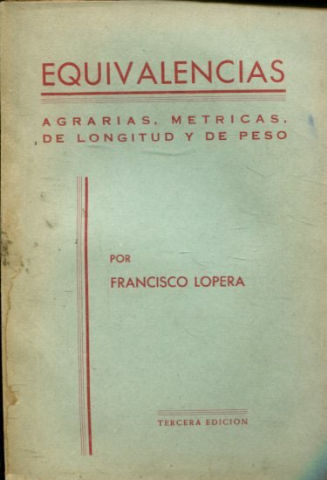 EQUIVALENCIAS
AGRARIAS, METRICAS,
DE LONGITUD Y DE PESO
POR
FRANCISCO LOPERA
TERCERA EDICION